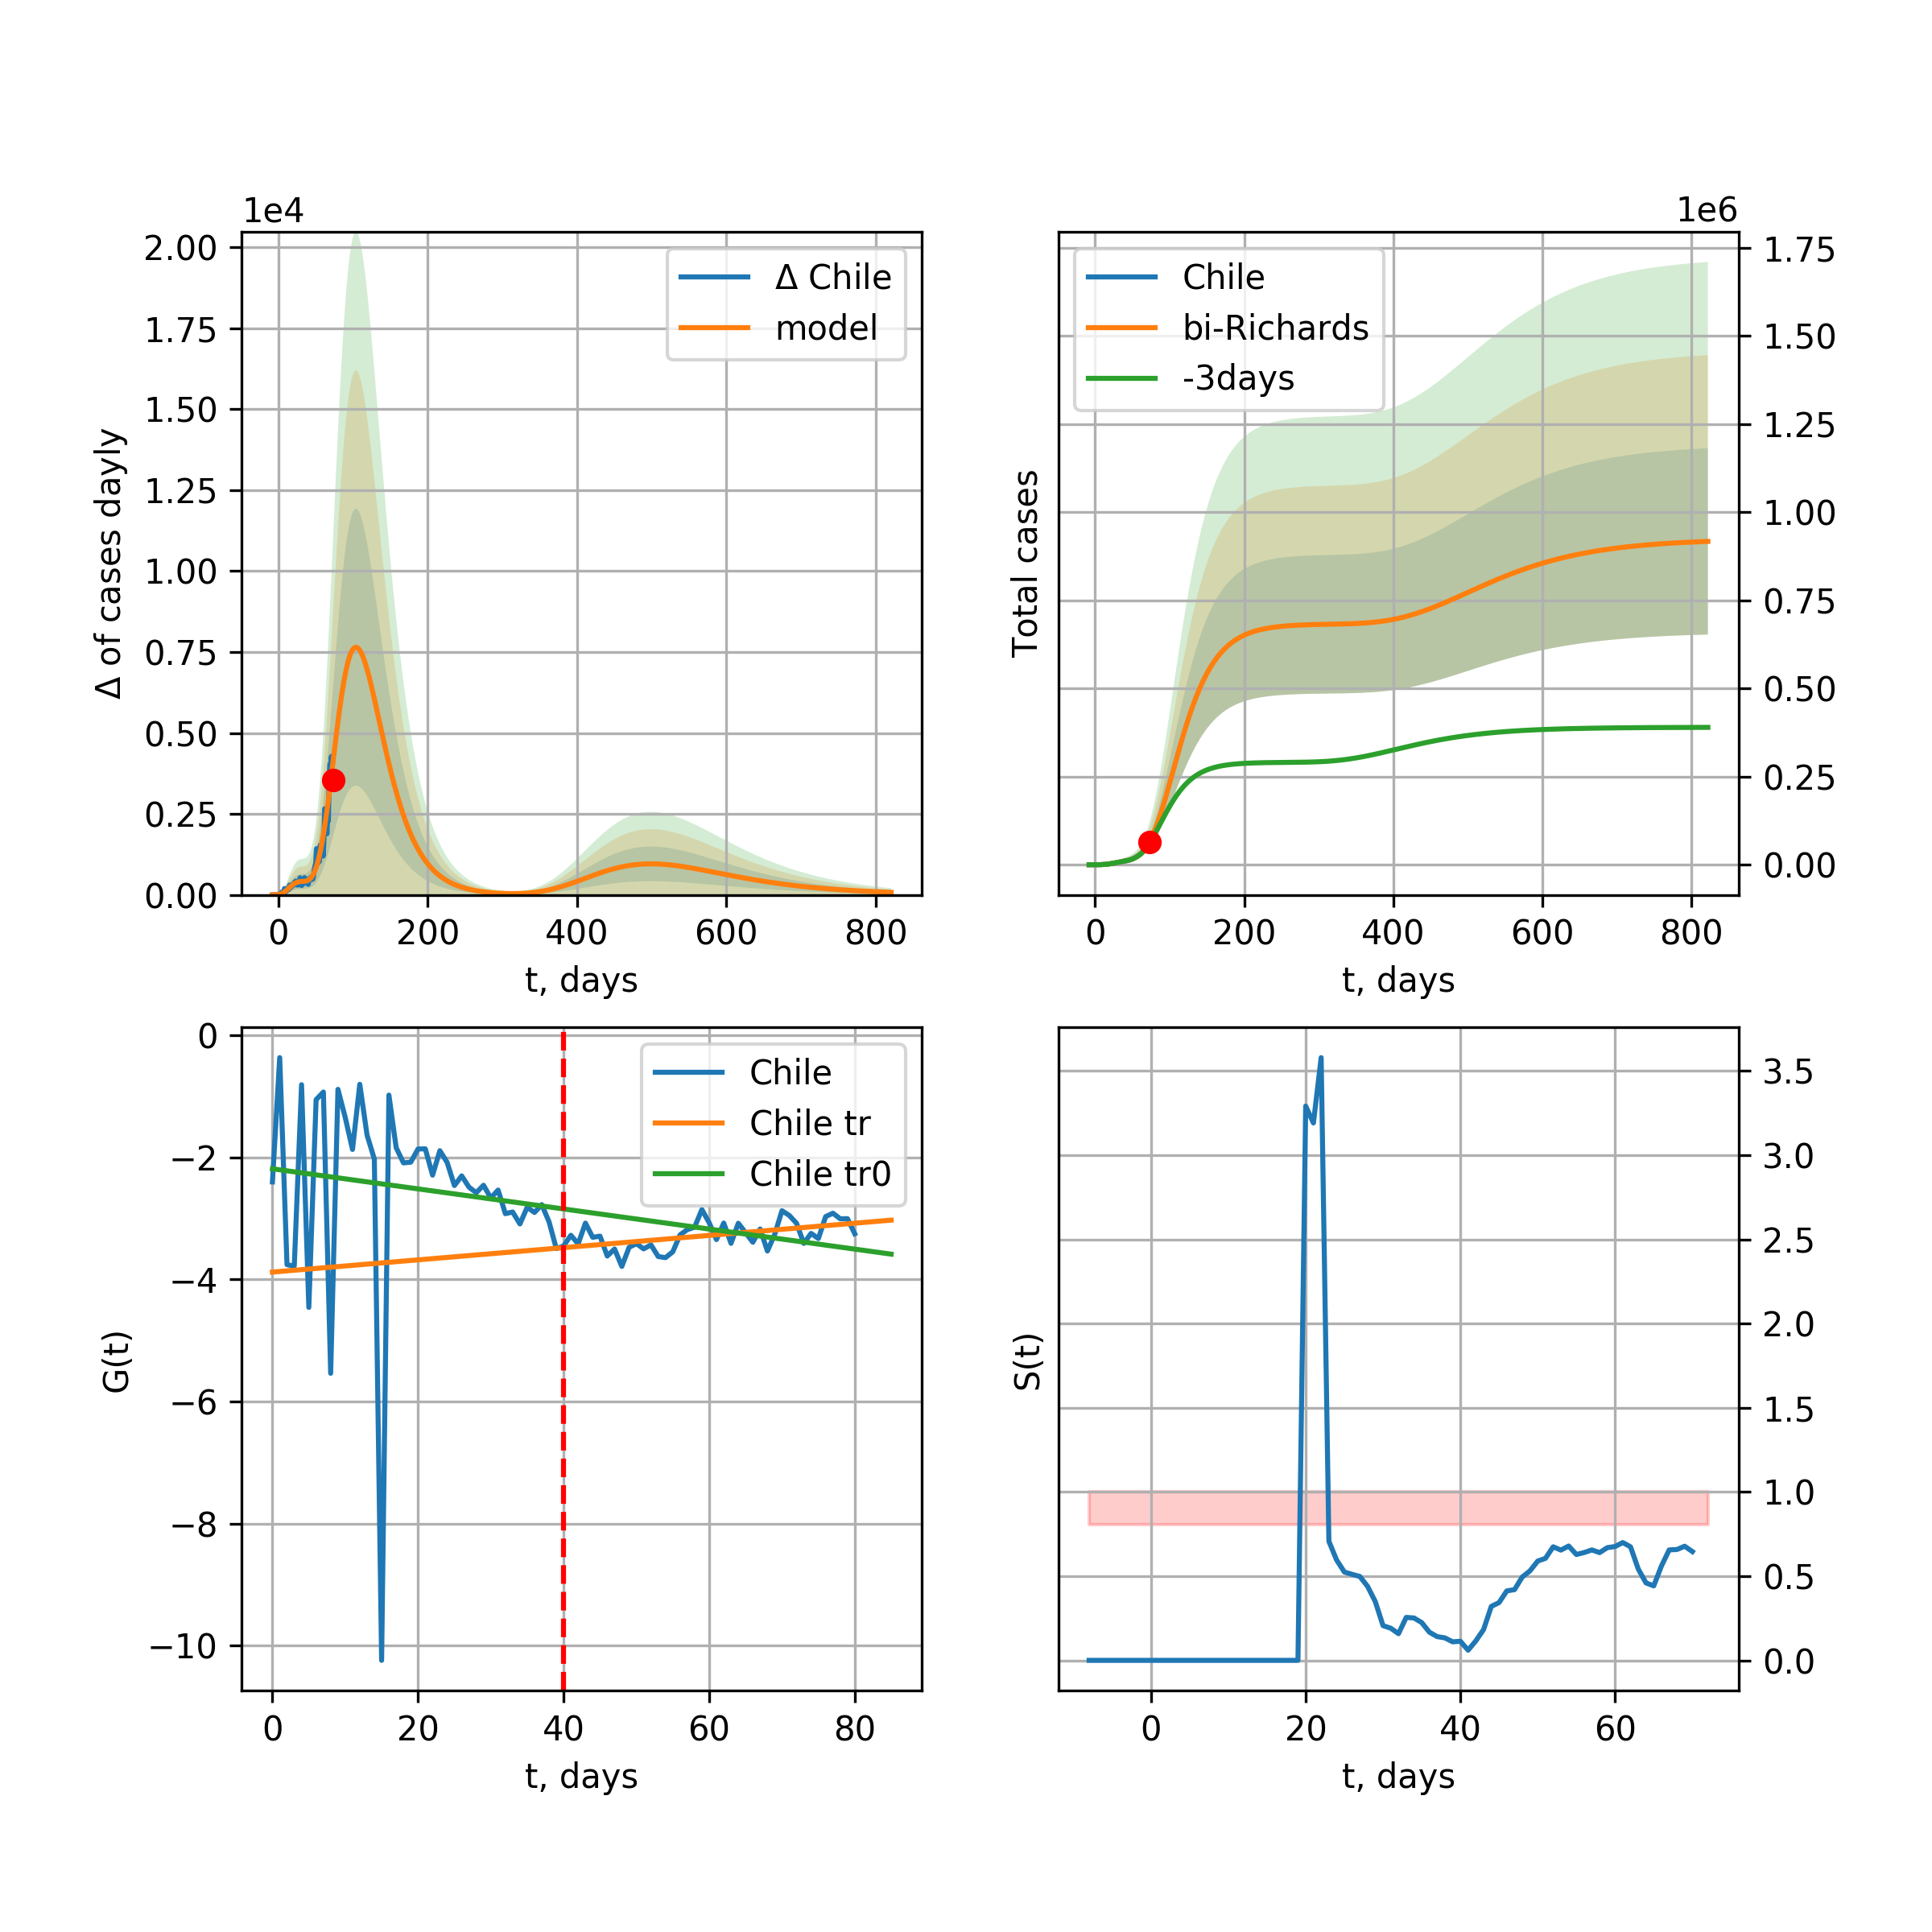 1e4
2.00
1.75
1.50
1.25
1.00
0.75
0.50
0.25
0.00
Δ of cases dayly
Δ Chile
model
0 200 400 600 800
t, days
1e6
1.75
1.50
1.25
1.00
0.75
0.50
0.25
0.00
Total cases
Chile
bi-Richards
-3days
0 200 400 600 800
t, days
0
−2
−4
−6
−8
−10
G(t)
Chile
Chile tr
Chile tr0
0 20 40 60 80
t, days
3.5
3.0
2.5
2.0
1.5
1.0
0.5
0.0
S(t)
0 20 40 60
t, days